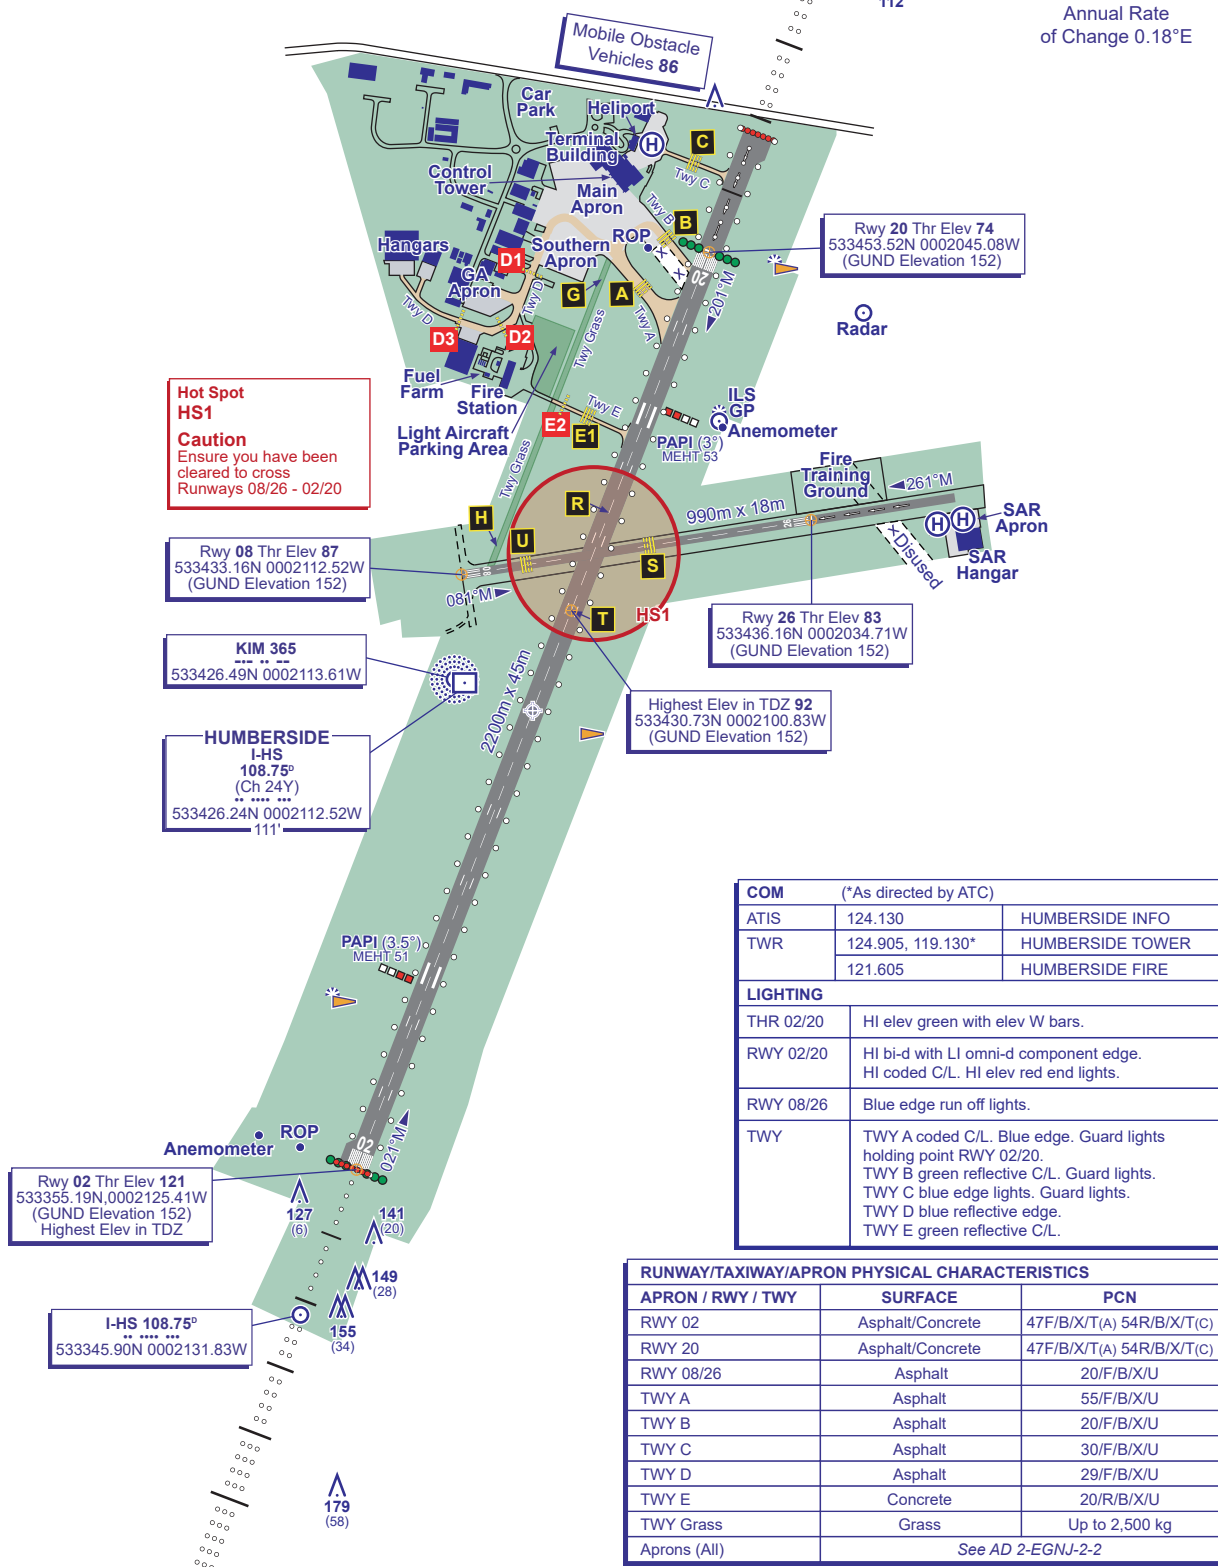 112
Annual Rate
of Change 0.18°E
Mobile Obstacle
Vehicles 86
Car
Park
Heliport
H
C
Terminal
Building
Twy C
Control
Tower
Main
Apron
Twy B
B
Rwy 20 Thr Elev 74
533453.52N 0002045.08W
(GUND Elevation 152)
Hangars
Southern
Apron
ROP
X
X
D1
GA
Apron
G
A
20
201°M
Twy D
Twy D
Twy A
Radar
D3
D2
Twy Grass
Fuel
Farm
Fire
Station
Hot Spot
HS1
Caution
Ensure you have been
cleared to cross
Runways 08/26 - 02/20
Light Aircraft
Parking Area
E2
Twy E
E1
ILS
GP
Anemometer
PAPI (3°)
MEHT 53
Twy Grass
Fire
Training
Ground
261°M
R
990m x 18m
H
U
S
26
H
H
SAR
Apron
SAR
Hangar
xDisused
Rwy 08 Thr Elev 87
533433.16N 0002112.52W
(GUND Elevation 152)
08
081°M
T
HS1
Rwy 26 Thr Elev 83
533436.16N 0002034.71W
(GUND Elevation 152)
KIM 365
533426.49N 0002113.61W
2200m x 45m
Highest Elev in TDZ 92
533430.73N 0002100.83W
(GUND Elevation 152)
HUMBERSIDE
I-HS
108.75D
(Ch 24Y)
533426.24N 0002112.52W
111'
PAPI (3.5°)
MEHT 51
COM (*As directed by ATC)
ATIS 124.130 HUMBERSIDE INFO
TWR 124.905, 119.130* HUMBERSIDE TOWER
121.605 HUMBERSIDE FIRE
LIGHTING
THR 02/20 HI elev green with elev W bars.
RWY 02/20 HI bi-d with LI omni-d component edge.
HI coded C/L. HI elev red end lights.
RWY 08/26 Blue edge run off lights.
TWY TWY A coded C/L. Blue edge. Guard lights
holding point RWY 02/20.
TWY B green reflective C/L. Guard lights.
TWY C blue edge lights. Guard lights.
TWY D blue reflective edge.
TWY E green reflective C/L.
Anemometer
ROP
02
021°M
Rwy 02 Thr Elev 121
533355.19N,0002125.41W
(GUND Elevation 152)
Highest Elev in TDZ
127
(6)
141
(20)
149
(28)
155
(34)
I-HS 108.75D
533345.90N 0002131.83W
179
(58)
RUNWAY/TAXIWAY/APRON PHYSICAL CHARACTERISTICS
APRON / RWY / TWY SURFACE PCN
RWY 02 Asphalt/Concrete 47F/B/X/T(A) 54R/B/X/T(C)
RWY 20 Asphalt/Concrete 47F/B/X/T(A) 54R/B/X/T(C)
RWY 08/26 Asphalt 20/F/B/X/U
TWY A Asphalt 55/F/B/X/U
TWY B Asphalt 20/F/B/X/U
TWY C Asphalt 30/F/B/X/U
TWY D Asphalt 29/F/B/X/U
TWY E Concrete 20/R/B/X/U
TWY Grass Grass Up to 2,500 kg
Aprons (All) See AD 2-EGNJ-2-2